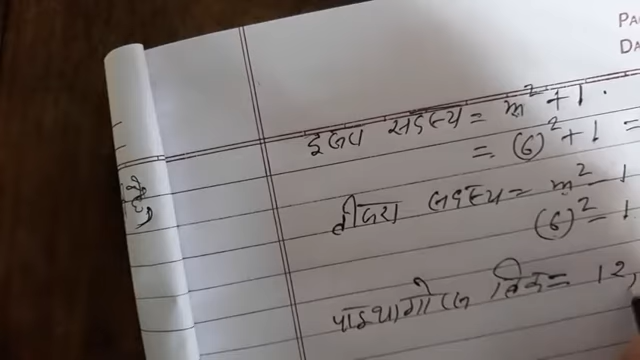 PA
DA
दूसरा सदस्य = m² + 1 .
= (6)² + 1 =
तीसरा सदस्य = m² - 1
(6)² - 1
पाइथागोरस त्रिक = 12,